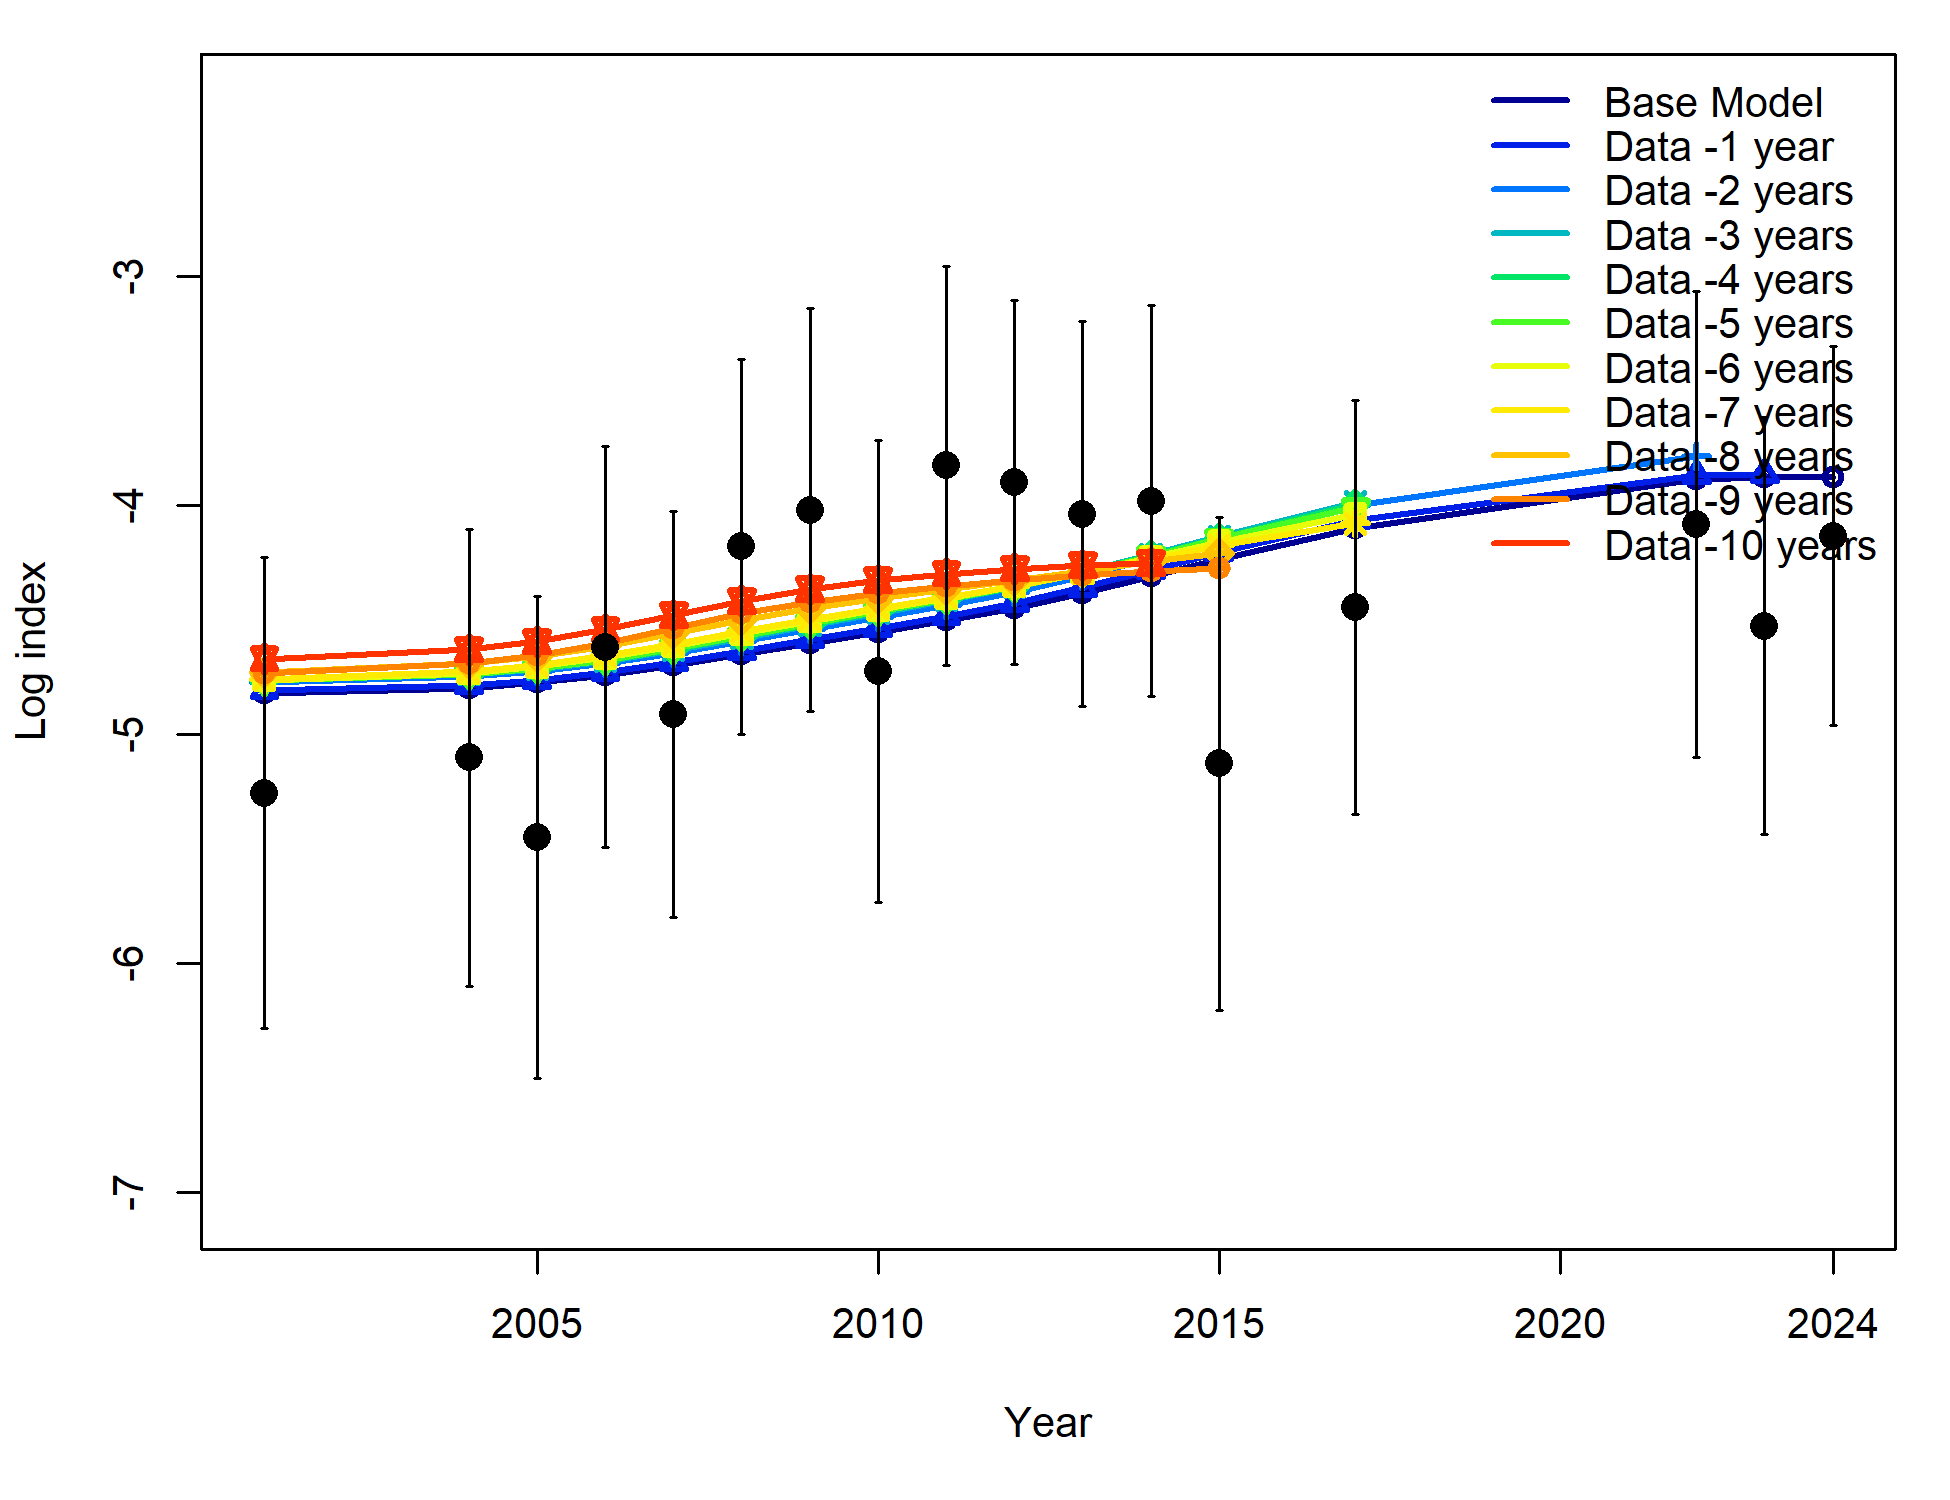 Base Model
Data -1 year
Data -2 years
Data -3 years
Data -4 years
Data -5 years
Data -6 years
Data -7 years
Data -8 years
Data -9 years
Data -10 years
-3
-4
-5
-6
-7
Log index
2005
2010
2015
2020
2024
Year